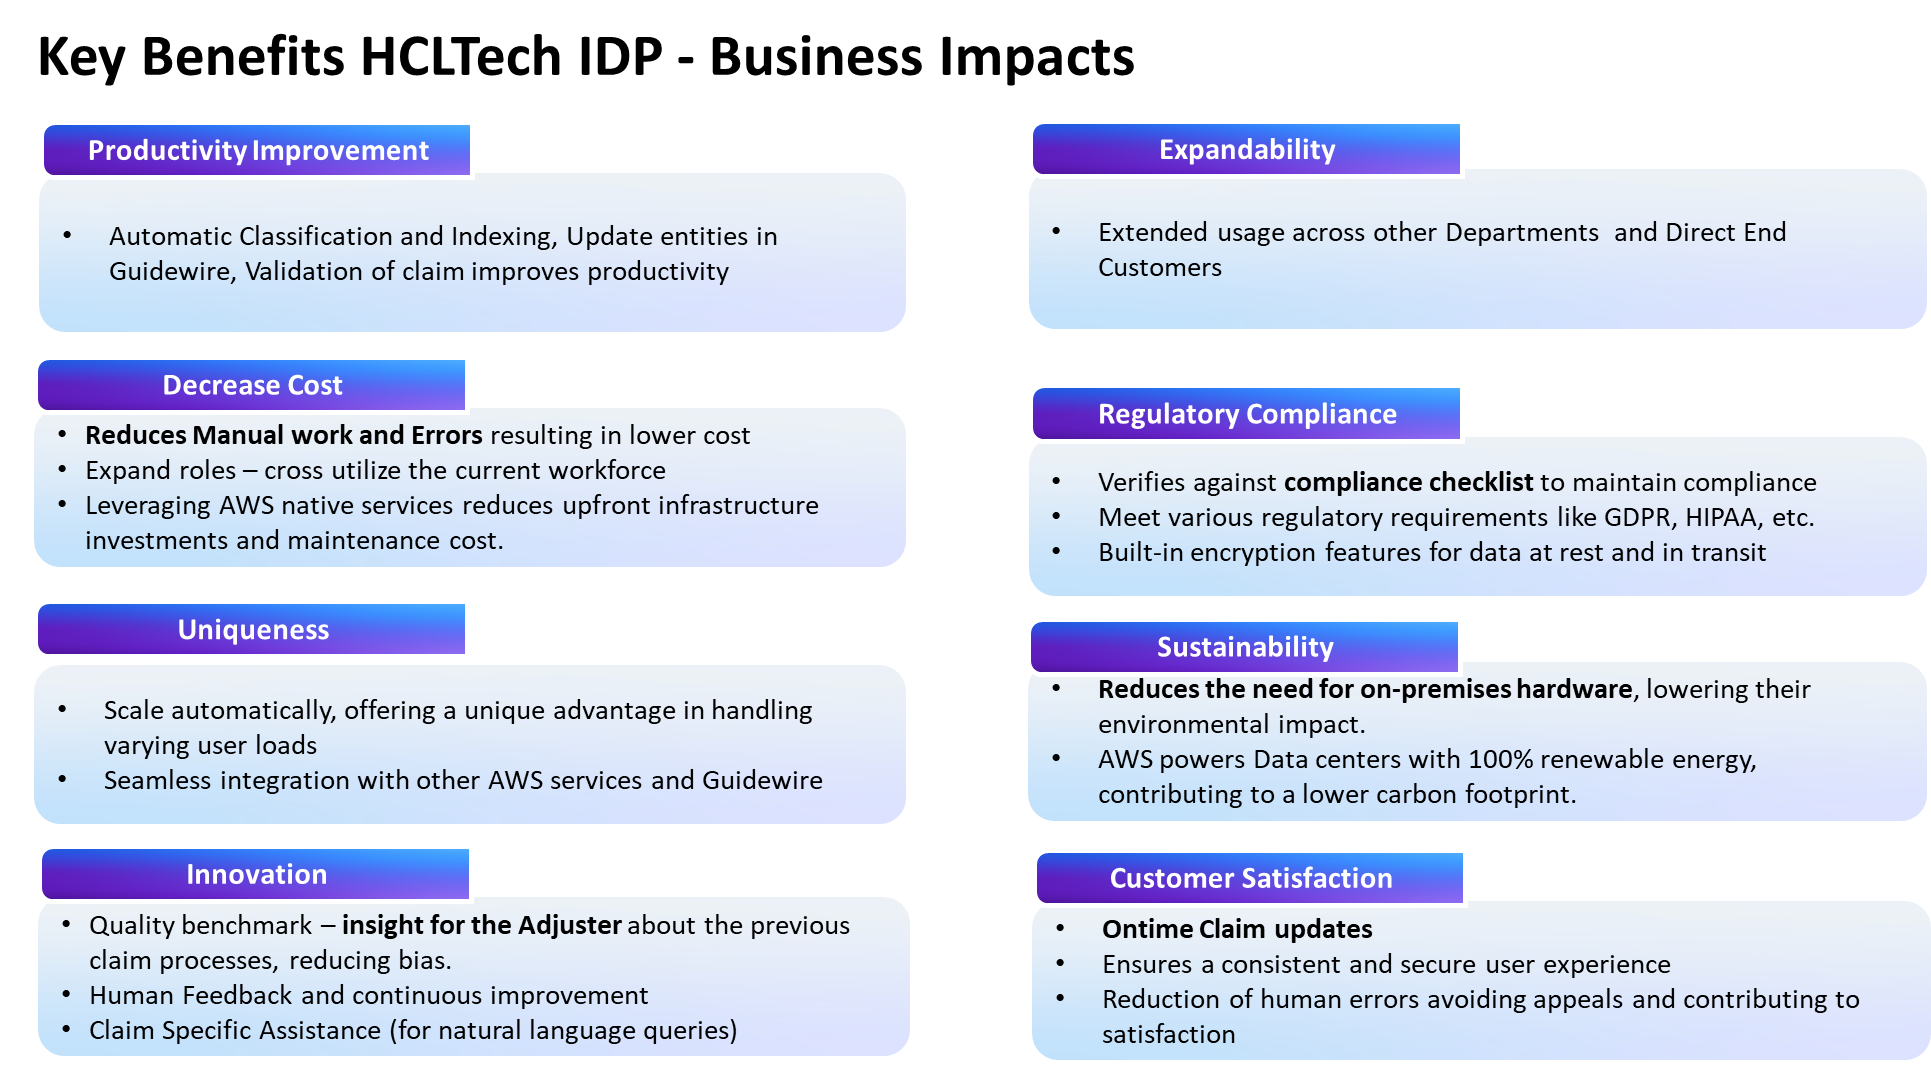 Key Benefits HCLTech IDP - Business Impacts
Productivity Improvement
• Automatic Classification and Indexing, Update entities in
Guidewire, Validation of claim improves productivity
Decrease Cost
• Reduces Manual work and Errors resulting in lower cost
• Expand roles – cross utilize the current workforce
• Leveraging AWS native services reduces upfront infrastructure
investments and maintenance cost.
Uniqueness
• Scale automatically, offering a unique advantage in handling
varying user loads
• Seamless integration with other AWS services and Guidewire
Innovation
• Quality benchmark – insight for the Adjuster about the previous
claim processes, reducing bias.
• Human Feedback and continuous improvement
• Claim Specific Assistance (for natural language queries)
Expandability
• Extended usage across other Departments  and Direct End
Customers
Regulatory Compliance
• Verifies against compliance checklist to maintain compliance
• Meet various regulatory requirements like GDPR, HIPAA, etc.
• Built-in encryption features for data at rest and in transit
Sustainability
• Reduces the need for on-premises hardware, lowering their
environmental impact.
• AWS powers Data centers with 100% renewable energy,
contributing to a lower carbon footprint.
Customer Satisfaction
• Ontime Claim updates
• Ensures a consistent and secure user experience
• Reduction of human errors avoiding appeals and contributing to
satisfaction